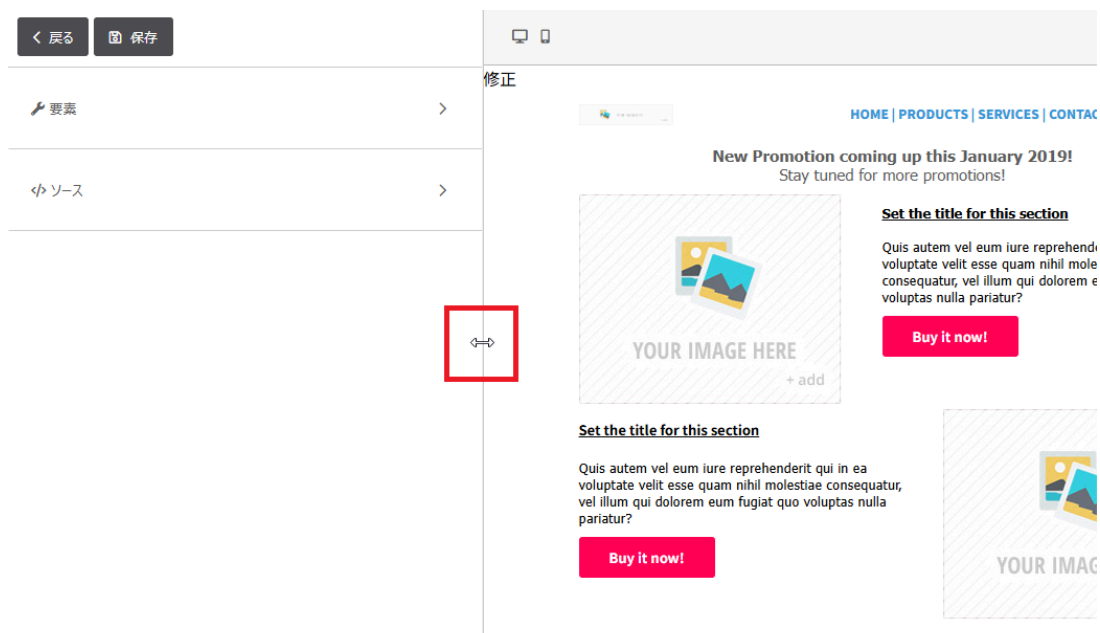 戻る 保存
修正
要素
ソース
HOME | PRODUCTS | SERVICES | CONTAC
New Promotion coming up this January 2019!
Stay tuned for more promotions!
YOUR IMAGE HERE
+ add
Set the title for this section
Quis autem vel eum iure reprehende
voluptate velit esse quam nihil mole
consequatur, vel illum qui dolorem e
voluptas nulla pariatur?
Buy it now!
Set the title for this section
Quis autem vel eum iure reprehenderit qui in ea
voluptate velit esse quam nihil molestiae consequatur,
vel illum qui dolorem eum fugiat quo voluptas nulla
pariatur?
Buy it now!
YOUR IMAG